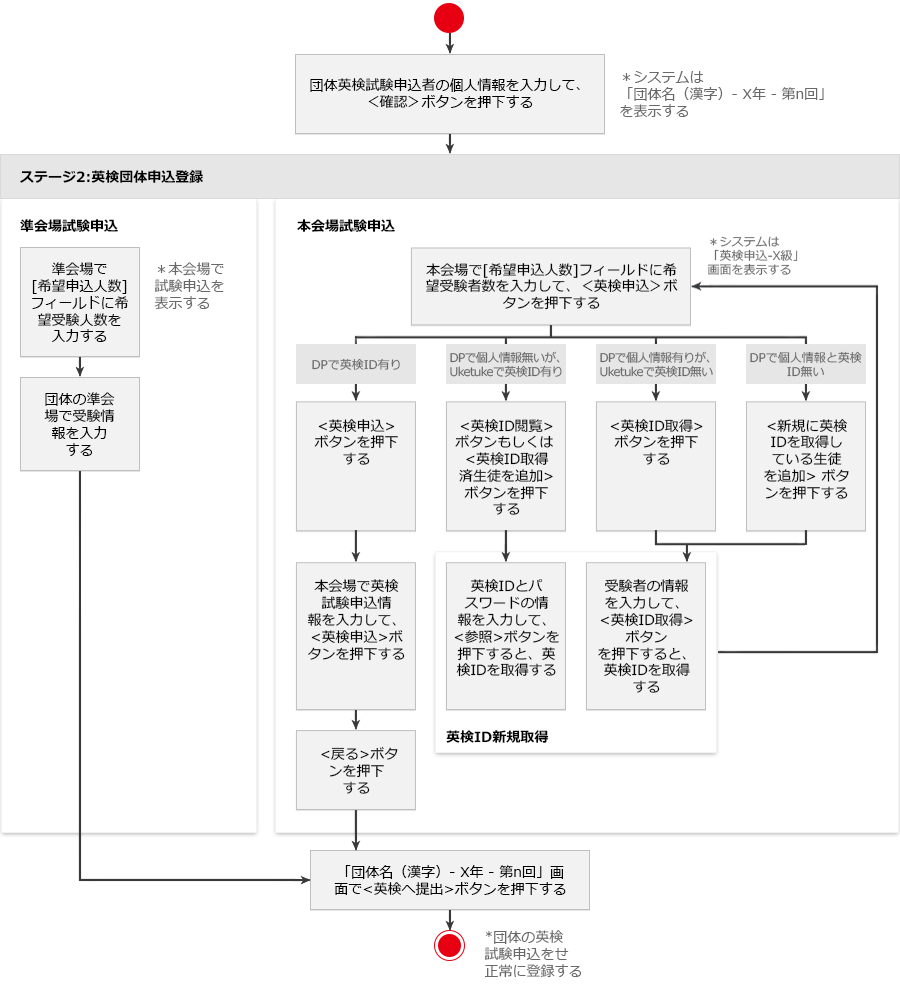 団体英検試験申込者の個人情報を入力して、
＜確認＞ボタンを押下する
＊システムは
「団体名（漢字）- X年 - 第n回」
を表示する
ステージ2:英検団体申込登録
準会場試験申込
準会場で
[希望申込人数]
フィールドに希
望受験人数を
入力する
＊本会場で
試験申込を
表示する
団体の準会
場で受験情
報を入力
する
本会場試験申込
＊システムは
「英検申込-X級」
画面を表示する
本会場で[希望申込人数]フィールドに希
望受験者数を入力して、＜英検申込＞ボ
タンを押下する
DPで英検ID有り
DPで個人情報無いが、
Uketukeで英検ID有り
DPで個人情報有りが、
Uketukeで英検ID無い
DPで個人情報と英検
ID無い
<英検申込>
ボタンを押下
する
<英検ID閲覧>
ボタンもしくは
<英検ID取得
済生徒を追加>
ボタンを押下
する
<英検ID取得>
ボタンを押下
する
<新規に英検
IDを取得し
ている生徒
を追加> ボタ
ンを押下する
本会場で英検
試験申込情
報を入力して、
<英検申込>ボ
タンを押下する
英検IDとパ
スワードの情
報を入力して、
<参照>ボタンを
押下すると、英
検IDを取得する
受験者の情報
を入力して、
<英検ID取得>
ボタン
を押下すると、
英検IDを取得
する
英検ID新規取得
<戻る>ボタ
ンを押下
する
「団体名（漢字）- X年 - 第n回」画
面で<英検へ提出>ボタンを押下する
*団体の英検
試験申込をせ
正常に登録する